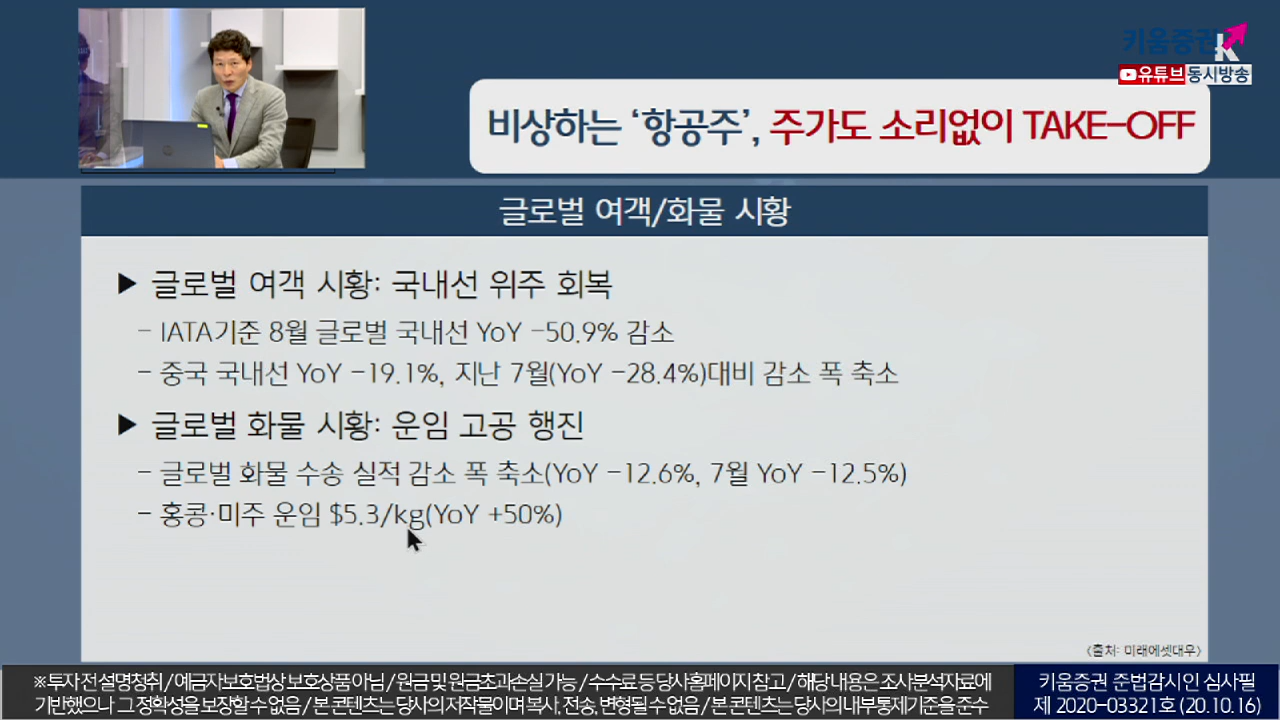 키움증권
유튜브 동시방송
비상하는 ‘항공주’, 주가도 소리없이 TAKE-OFF
글로벌 여객/화물 시황
▶ 글로벌 여객 시황: 국내선 위주 회복
- IATA기준 8월 글로벌 국내선 YoY -50.9% 감소
- 중국 국내선 YoY -19.1%, 지난 7월(YoY -28.4%)대비 감소 폭 축소
▶ 글로벌 화물 시황: 운임 고공 행진
- 글로벌 화물 수송 실적 감소 폭 축소(YoY -12.6%, 7월 YoY -12.5%)
- 홍콩·미주 운임 $5.3/kg(YoY +50%)
<출처: 미래에셋대우>
※ 투자 전 설명청취 / 예금자보호법상 보호상품 아님 / 원금 및 원금초과손실 가능 / 수수료 등 당사홈페이지 참고 / 해당 내용은 조사분석자료에
기반했으나 그 정확성을 보장할 수 없음 / 본 콘텐츠는 당사의 저작물이며 복사, 전송, 변형될 수 없음 / 본 콘텐츠는 당사의 내부통제기준을 준수
키움증권 준법감시인 심사필
제 2020-03321호 (20.10.16)